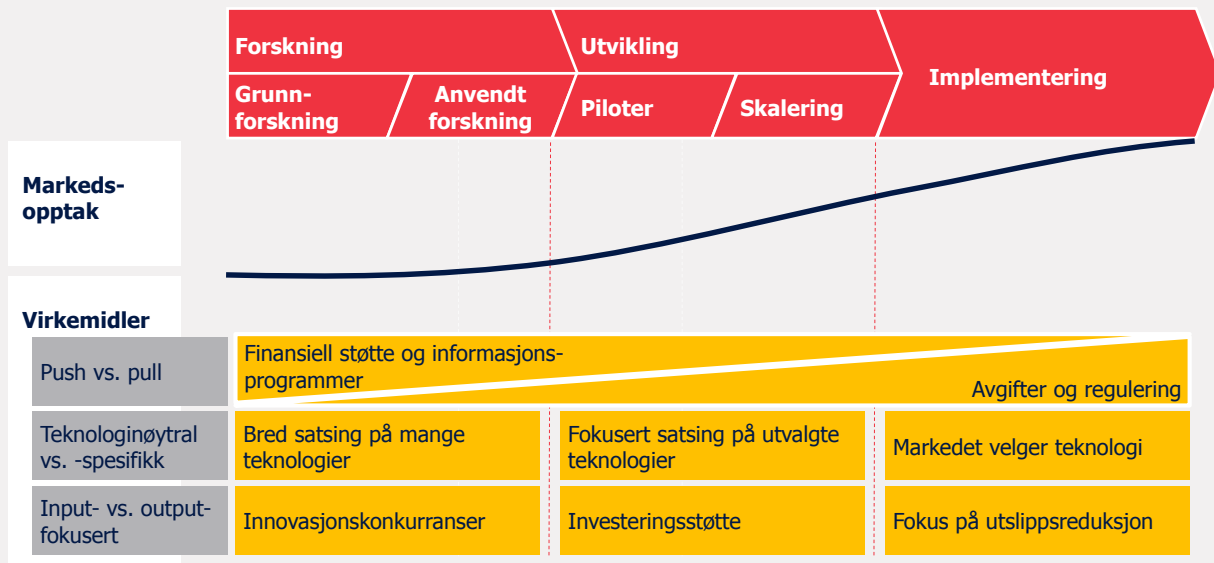 Forskning
Utvikling
Implementering
Grunn-
forskning
Anvendt
forskning
Piloter
Skalering
Markeds-
opptak
Virkemidler
Push vs. pull
Finansiell støtte og informasjons-
programmer
Avgifter og regulering
Teknologinøytral
vs. -spesifikk
Bred satsing på mange
teknologier
Fokusert satsing på utvalgte
teknologier
Markedet velger teknologi
Input- vs. output-
fokusert
Innovasjonskonkurranser
Investeringsstøtte
Fokus på utslippsreduksjon